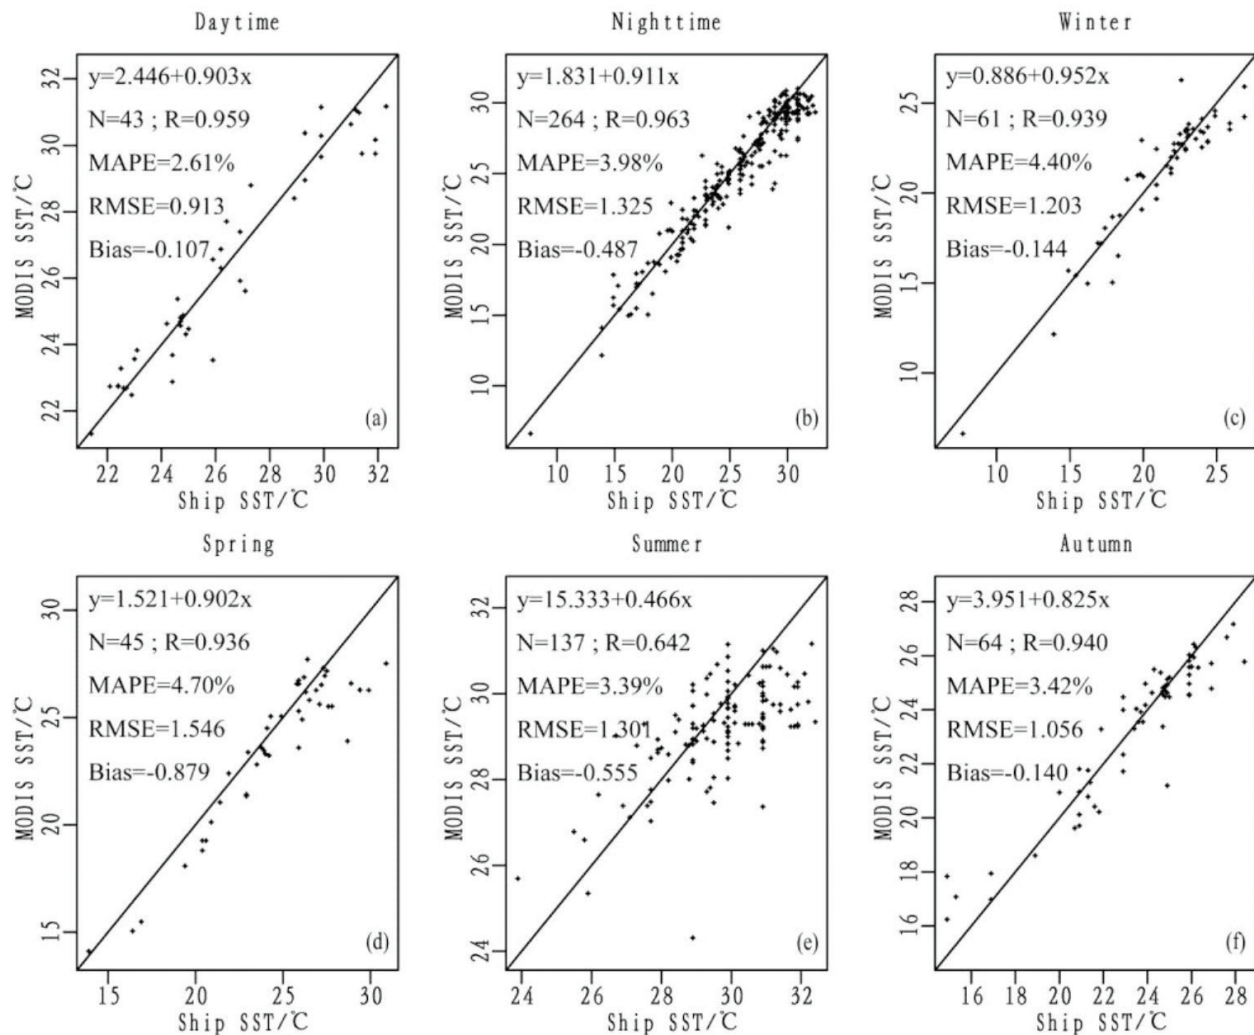 Daytime
y=2.446+0.903x
N=43 ; R=0.959
MAPE=2.61%
RMSE=0.913
Bias=-0.107
(a)
MODIS SST/℃
22 24 26 28 30 32
22 24 26 28 30 32
Ship SST/℃
Nighttime
y=1.831+0.911x
N=264 ; R=0.963
MAPE=3.98%
RMSE=1.325
Bias=-0.487
(b)
MODIS SST/℃
10 15 20 25 30
10 15 20 25 30
Ship SST/℃
Winter
y=0.886+0.952x
N=61 ; R=0.939
MAPE=4.40%
RMSE=1.203
Bias=-0.144
(c)
MODIS SST/℃
10 15 20 25
10 15 20 25
Ship SST/℃
Spring
y=1.521+0.902x
N=45 ; R=0.936
MAPE=4.70%
RMSE=1.546
Bias=-0.879
(d)
MODIS SST/℃
15 20 25 30
15 20 25 30
Ship SST/℃
Summer
y=15.333+0.466x
N=137 ; R=0.642
MAPE=3.39%
RMSE=1.301
Bias=-0.555
(e)
MODIS SST/℃
24 26 28 30 32
24 26 28 30 32
Ship SST/℃
Autumn
y=3.951+0.825x
N=64 ; R=0.940
MAPE=3.42%
RMSE=1.056
Bias=-0.140
(f)
MODIS SST/℃
16 18 20 22 24 26 28
16 18 20 22 24 26 28
Ship SST/℃